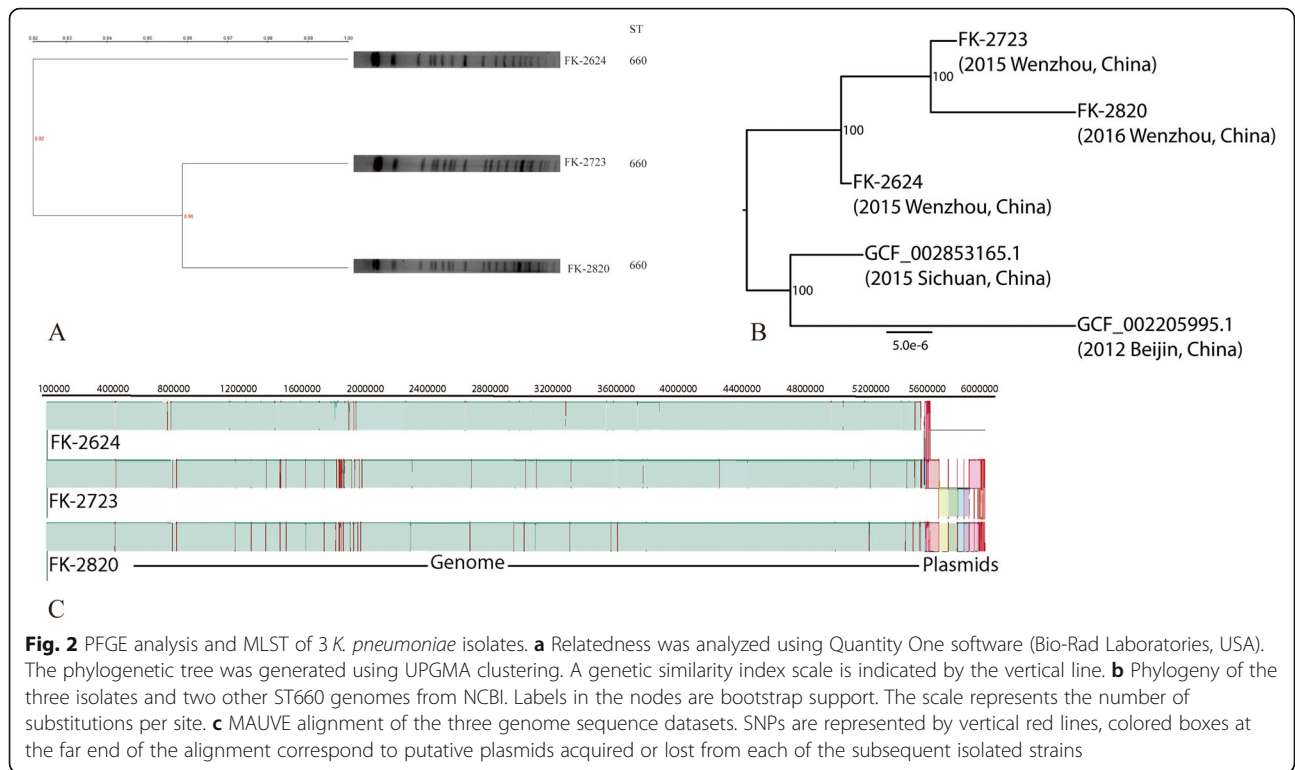 0.92 0.93 0.94 0.95 0.96 0.97 0.98 0.99 1.00
ST
FK-2624 660
0.92
FK-2723 660
0.96
FK-2820 660
A
FK-2723
(2015 Wenzhou, China)
100
FK-2820
(2016 Wenzhou, China)
100
FK-2624
(2015 Wenzhou, China)
GCF_002853165.1
(2015 Sichuan, China)
100
GCF_002205995.1
(2012 Beijin, China)
5.0e-6
B
100000 400000 800000 1200000 1600000 2000000 2400000 2800000 3200000 3600000 4000000 4400000 4800000 5200000 5600000 6000000
FK-2624
FK-2723
FK-2820 Genome Plasmids
C
Fig. 2 PFGE analysis and MLST of 3 K. pneumoniae isolates. a Relatedness was analyzed using Quantity One software (Bio-Rad Laboratories, USA).
The phylogenetic tree was generated using UPGMA clustering. A genetic similarity index scale is indicated by the vertical line. b Phylogeny of the
three isolates and two other ST660 genomes from NCBI. Labels in the nodes are bootstrap support. The scale represents the number of
substitutions per site. c MAUVE alignment of the three genome sequence datasets. SNPs are represented by vertical red lines, colored boxes at
the far end of the alignment correspond to putative plasmids acquired or lost from each of the subsequent isolated strains